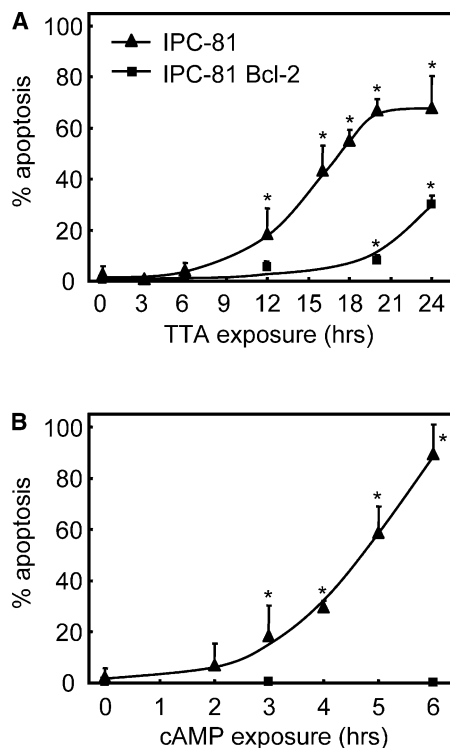 A
100
80
60
40
20
0
% apoptosis
IPC-81
IPC-81 Bcl-2
* * * * * * *
0 3 6 9 12 15 18 21 24
TTA exposure (hrs)
B
100
80
60
40
20
0
% apoptosis
* * * *
0 1 2 3 4 5 6
cAMP exposure (hrs)